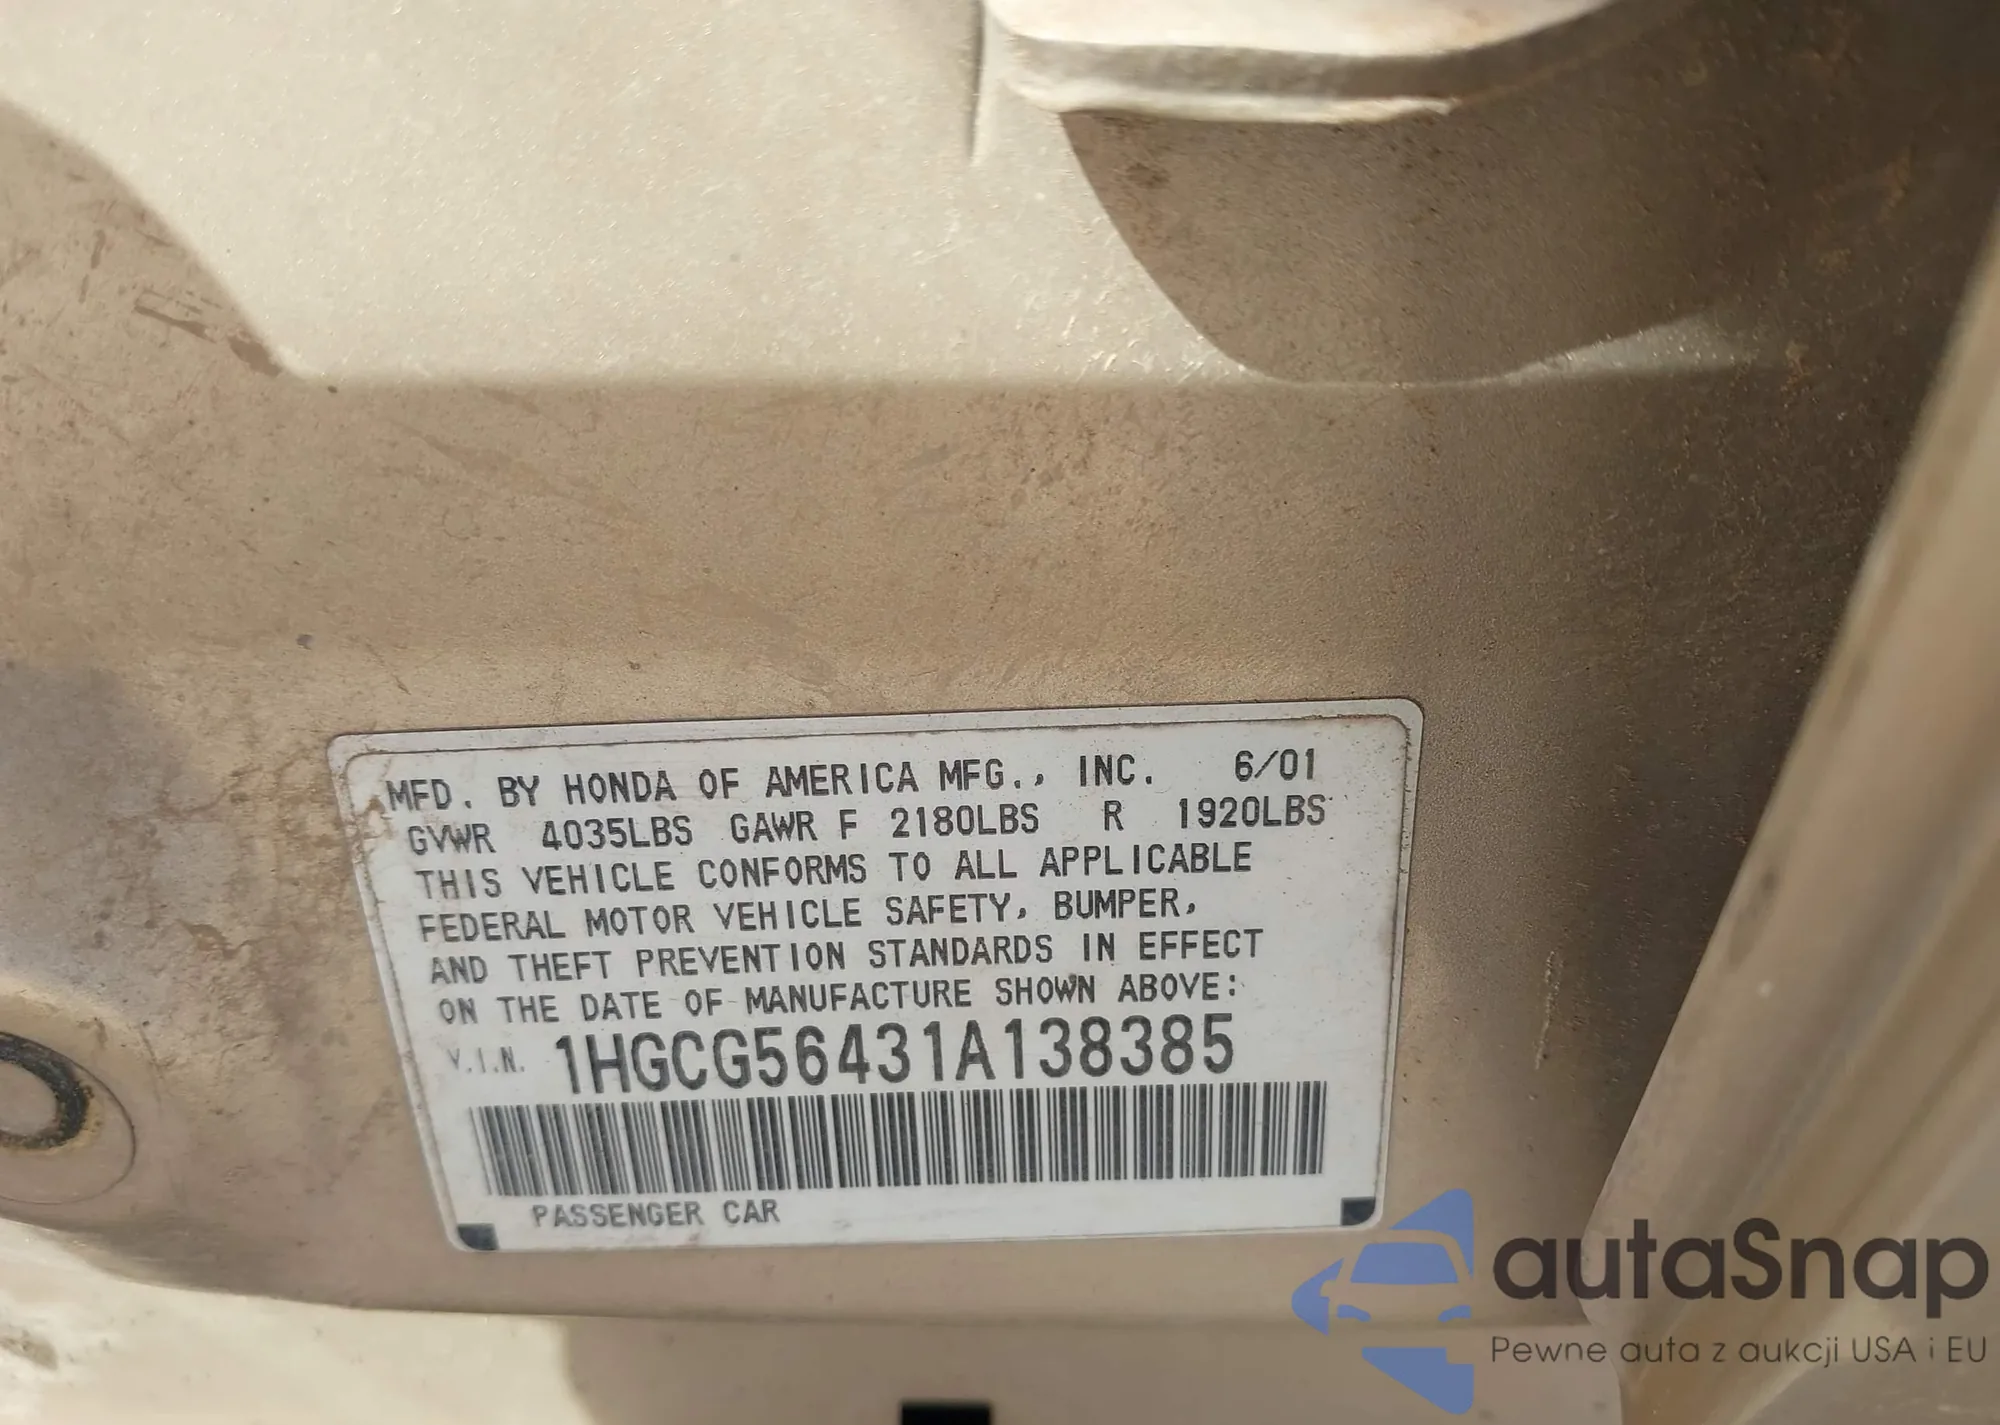 MFD. BY HONDA OF AMERICA MFG., INC. 6/01
GVWR 4035LBS GAWR F 2180LBS R 1920LBS
THIS VEHICLE CONFORMS TO ALL APPLICABLE
FEDERAL MOTOR VEHICLE SAFETY, BUMPER,
AND THEFT PREVENTION STANDARDS IN EFFECT
ON THE DATE OF MANUFACTURE SHOWN ABOVE:
V.I.N. 1HGCG56431A138385
PASSENGER CAR
autaSnap
Pewne auta z aukcji USA i EU